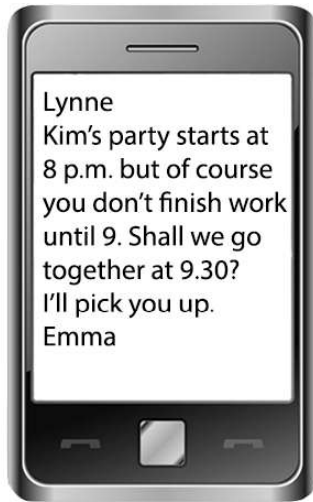 Lynne
Kim's party starts at
8 p.m. but of course
you don't finish work
until 9. Shall we go
together at 9.30?
I'll pick you up.
Emma